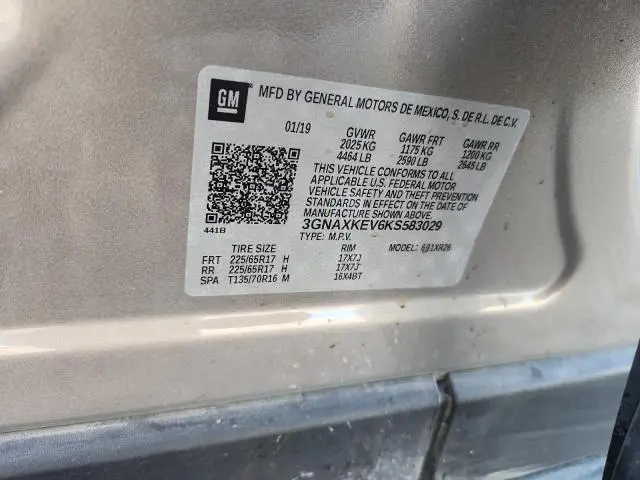 GM MFD BY GENERAL MOTORS DE MEXICO, S. DE R.L. DE C.V.
01/19 GVWR GAWR FRT GAWR RR
2025 KG 1175 KG 1200 KG
4464 LB 2590 LB 2645 LB
THIS VEHICLE CONFORMS TO ALL
APPLICABLE U.S. FEDERAL MOTOR
VEHICLE SAFETY AND THEFT PREVENTION
STANDARDS IN EFFECT ON THE DATE OF
MANUFACTURE SHOWN ABOVE.
441B 3GNAXKEV6KS583029
TYPE: M.P.V. MODEL: 691XR26
TIRE SIZE RIM
FRT 225/65R17 H 17X7J
RR 225/65R17 H 17X7J
SPA T135/70R16 M 16X4BT